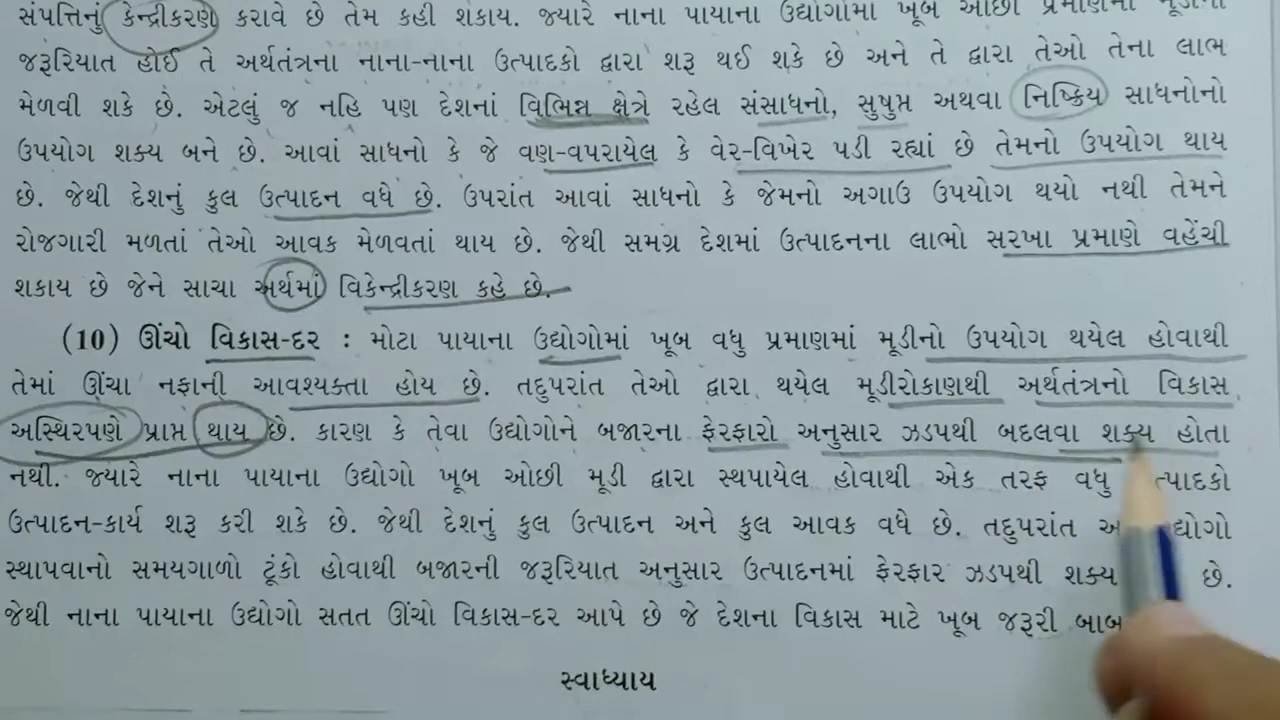 સંપત્તિનું કેન્દ્રીકરણ કરાવે છે તેમ કહી શકાય. જ્યારે નાના પાયાના ઉદ્યોગોમાં ખૂબ ઓછી પ્રમાણમાં
જરૂરિયાત હોઈ તે અર્થતંત્રના નાના-નાના ઉત્પાદકો દ્વારા શરૂ થઈ શકે છે અને તે દ્વારા તેઓ તેના લાભ
મેળવી શકે છે. એટલું જ નહિ પણ દેશનાં વિભિન્ન ક્ષેત્રે રહેલ સંસાધનો, સુષુપ્ત અથવા નિષ્ક્રિય સાધનોનો
ઉપયોગ શક્ય બને છે. આવાં સાધનો કે જે વણ-વપરાયેલ કે વેર-વિખેર પડી રહ્યાં છે તેમનો ઉપયોગ થાય
છે. જેથી દેશનું કુલ ઉત્પાદન વધે છે. ઉપરાંત આવાં સાધનો કે જેમનો અગાઉ ઉપયોગ થયો નથી તેમને
રોજગારી મળતાં તેઓ આવક મેળવતાં થાય છે. જેથી સમગ્ર દેશમાં ઉત્પાદનના લાભો સરખા પ્રમાણે વહેંચી
શકાય છે જેને સાચા અર્થમાં વિકેન્દ્રીકરણ કહે છે.
(10) ઊંચો વિકાસ-દર : મોટા પાયાના ઉદ્યોગોમાં ખૂબ વધુ પ્રમાણમાં મૂડીનો ઉપયોગ થયેલ હોવાથી
તેમાં ઊંચા નફાની આવશ્યક્તા હોય છે. તદુપરાંત તેઓ દ્વારા થયેલ મૂડીરોકાણથી અર્થતંત્રનો વિકાસ
અસ્થિરપણે પ્રાપ્ત થાય છે. કારણ કે તેવા ઉદ્યોગોને બજારના ફેરફારો અનુસાર ઝડપથી બદલવા શક્ય હોતા
નથી. જ્યારે નાના પાયાના ઉદ્યોગો ખૂબ ઓછી મૂડી દ્વારા સ્થપાયેલ હોવાથી એક તરફ વધુ ત્પાદકો
ઉત્પાદન-કાર્ય શરૂ કરી શકે છે. જેથી દેશનું કુલ ઉત્પાદન અને કુલ આવક વધે છે. તદુપરાંત
સ્થાપવાનો સમયગાળો ટૂંકો હોવાથી બજારની જરૂરિયાત અનુસાર ઉત્પાદનમાં ફેરફાર ઝડપથી શક્ય છે.
જેથી નાના પાયાના ઉદ્યોગો સતત ઊંચો વિકાસ-દર આપે છે જે દેશના વિકાસ માટે ખૂબ જરૂરી
સ્વાધ્યાય